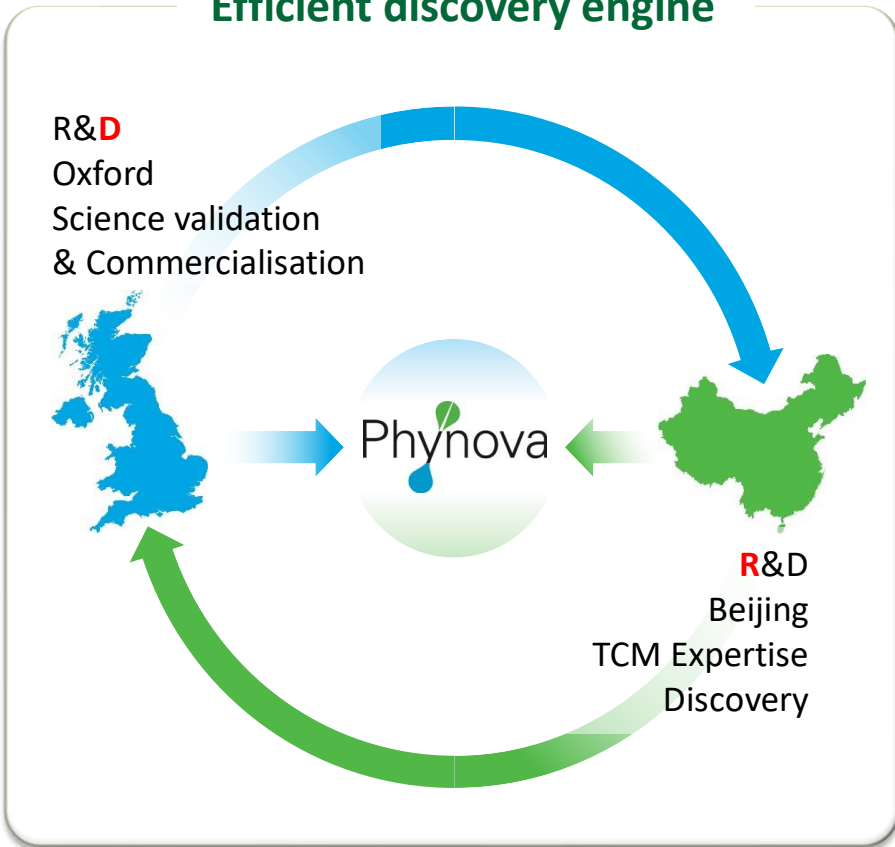 Efficient discovery engine
R&D
Oxford
Science validation
& Commercialisation
Phynova
R&D
Beijing
TCM Expertise
Discovery